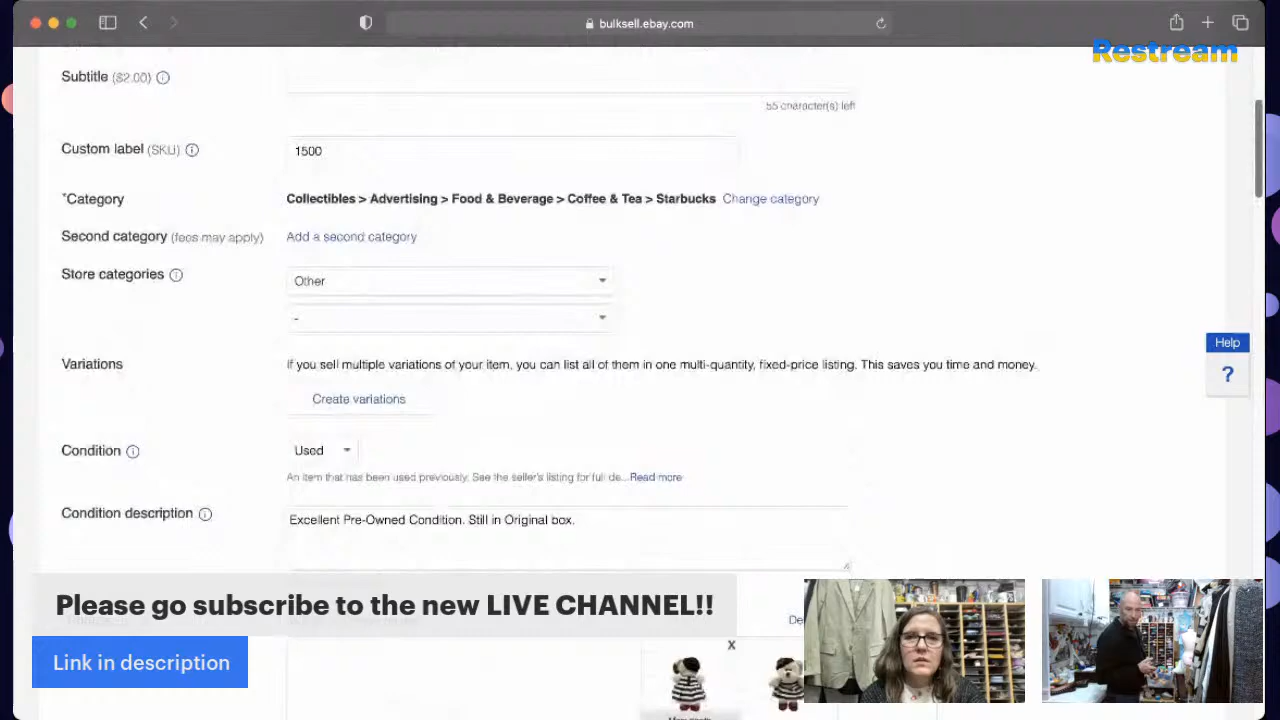 bulksell.ebay.com
Restream
Subtitle ($2.00)
55 character(s) left
Custom label (SKU)
1500
*Category
Collectibles > Advertising > Food & Beverage > Coffee & Tea > Starbucks Change category
Second category (fees may apply)
Add a second category
Store categories
Other
-
Help
?
Variations
If you sell multiple variations of your item, you can list all of them in one multi-quantity, fixed-price listing. This saves you time and money.
Create variations
Condition
Used
An item that has been used previously. See the seller's listing for full de... Read more
Condition description
Excellent Pre-Owned Condition. Still in Original box.
Please go subscribe to the new LIVE CHANNEL!!
De
Link in description
X